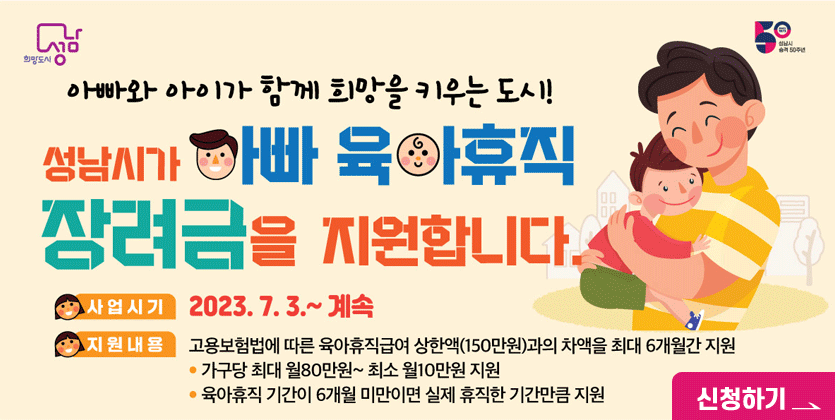 희망도시 성남
성남시
승격 50주년
아빠와 아이가 함께 희망을 키우는 도시!
성남시가 아빠 육아휴직
장려금을 지원합니다.
사업시기 2023. 7. 3.~ 계속
지원내용 고용보험법에 따른 육아휴직급여 상한액(150만원)과의 차액을 최대 6개월간 지원
• 가구당 최대 월80만원~ 최소 월10만원 지원
• 육아휴직 기간이 6개월 미만이면 실제 휴직한 기간만큼 지원
신청하기